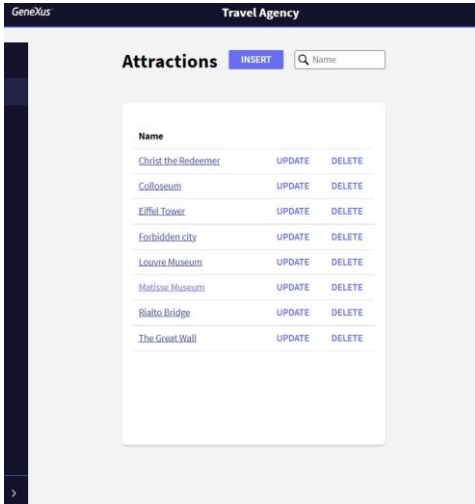 GeneXus Travel Agency
Attractions INSERT Name
Name
Christ the Redeemer UPDATE DELETE
Colloseum UPDATE DELETE
Eiffel Tower UPDATE DELETE
Forbidden city UPDATE DELETE
Louvre Museum UPDATE DELETE
Matisse Museum UPDATE DELETE
Rialto Bridge UPDATE DELETE
The Great Wall UPDATE DELETE